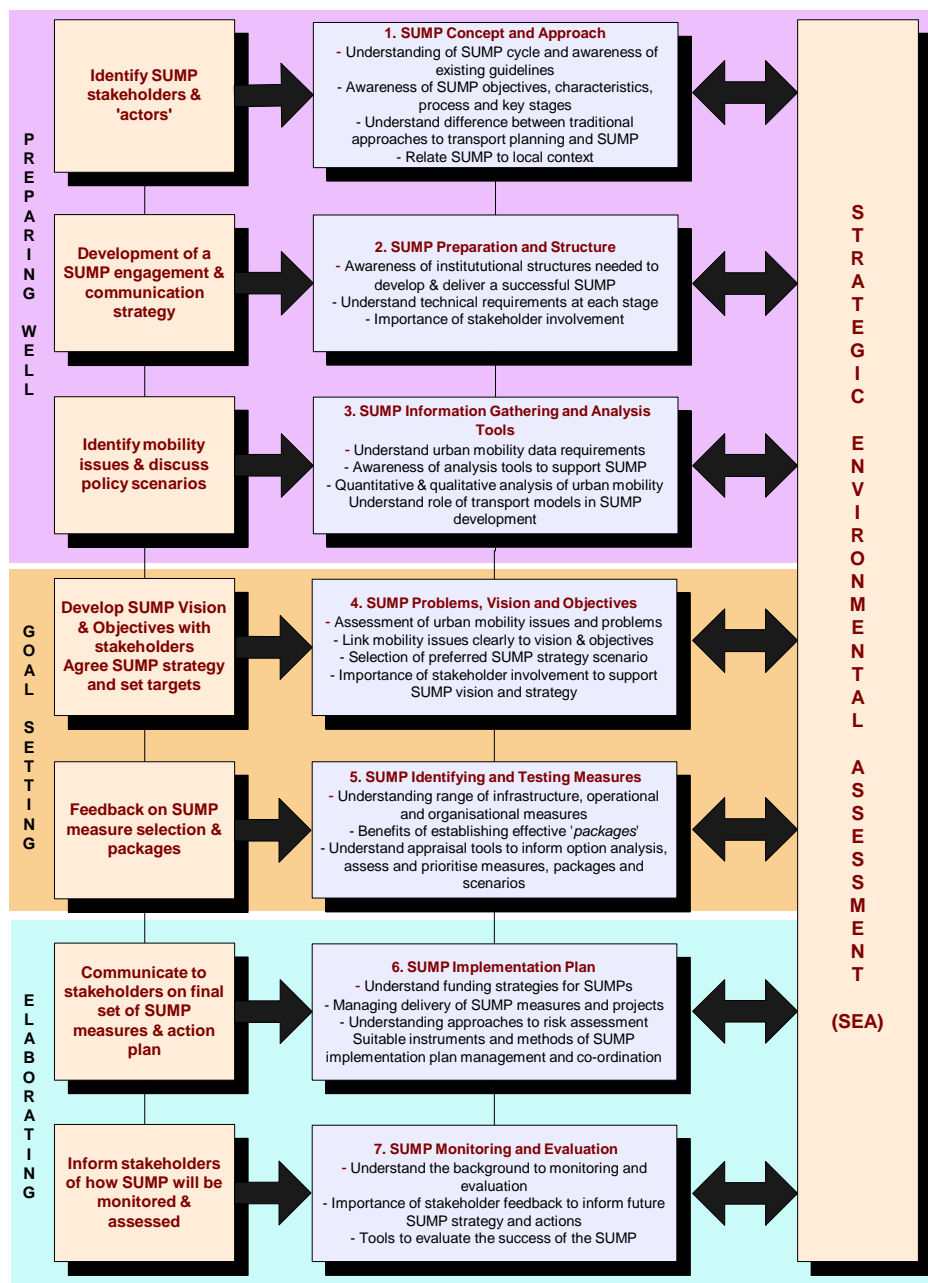 PREPARING WELL
Identify SUMP
stakeholders &
'actors'
1. SUMP Concept and Approach
- Understanding of SUMP cycle and awareness of
existing guidelines
- Awareness of SUMP objectives, characteristics,
process and key stages
- Understand difference between traditional
approaches to transport planning and SUMP
- Relate SUMP to local context
Development of a
SUMP engagement &
communication
strategy
2. SUMP Preparation and Structure
- Awareness of institutuional structures needed to
develop & deliver a successful SUMP
- Understand technical requirements at each stage
- Importance of stakeholder involvement
Identify mobility
issues & discuss
policy scenarios
3. SUMP Information Gathering and Analysis
Tools
- Understand urban mobility data requirements
- Awareness of analysis tools to support SUMP
- Quantitative & qualitative analysis of urban mobility
Understand role of transport models in SUMP
development
GOAL SETTING
Develop SUMP Vision
& Objectives with
stakeholders
Agree SUMP strategy
and set targets
4. SUMP Problems, Vision and Objectives
- Assessment of urban mobility issues and problems
- Link mobility issues clearly to vision & objectives
- Selection of preferred SUMP strategy scenario
- Importance of stakeholder involvement to support
SUMP vision and strategy
Feedback on SUMP
measure selection &
packages
5. SUMP Identifying and Testing Measures
- Understanding range of infrastructure, operational
and organisational measures
- Benefits of establishing effective 'packages'
- Understand appraisal tools to inform option analysis,
assess and prioritise measures, packages and
scenarios
ELABORATING
Communicate to
stakeholders on final
set of SUMP
measures & action
plan
6. SUMP Implementation Plan
- Understand funding strategies for SUMPs
- Managing delivery of SUMP measures and projects
- Understanding approaches to risk assessment
Suitable instruments and methods of SUMP
implementation plan management and co-ordination
Inform stakeholders
of how SUMP will be
monitored &
assessed
7. SUMP Monitoring and Evaluation
- Understand the background to monitoring and
evaluation
- Importance of stakeholder feedback to inform future
SUMP strategy and actions
- Tools to evaluate the success of the SUMP
STRATEGIC ENVIRONMENTAL ASSESSMENT
(SEA)